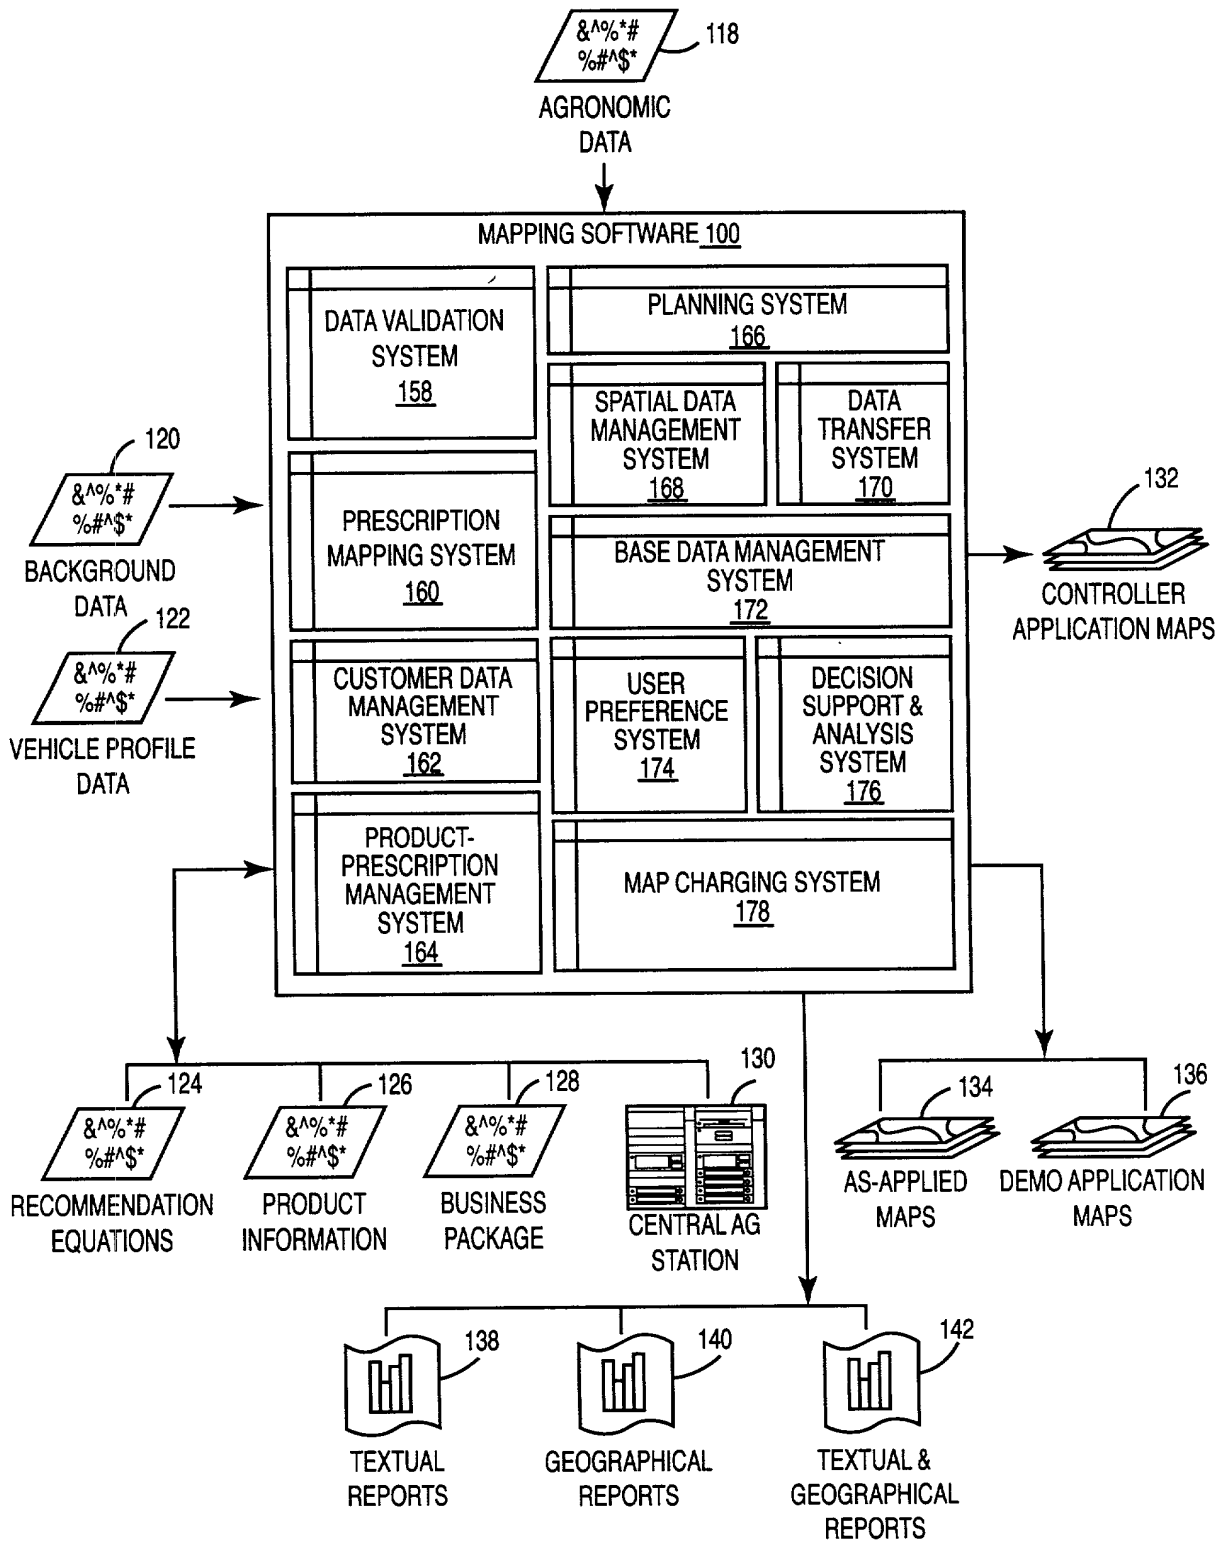 &^%*#
%#^$*
118
AGRONOMIC
DATA
MAPPING SOFTWARE 100
DATA VALIDATION
SYSTEM
158
PLANNING SYSTEM
166
SPATIAL DATA
MANAGEMENT
SYSTEM
168
DATA
TRANSFER
SYSTEM
170
120
&^%*#
%#^$*
BACKGROUND
DATA
PRESCRIPTION
MAPPING SYSTEM
160
BASE DATA MANAGEMENT
SYSTEM
172
132
CONTROLLER
APPLICATION MAPS
122
&^%*#
%#^$*
VEHICLE PROFILE
DATA
CUSTOMER DATA
MANAGEMENT
SYSTEM
162
USER
PREFERENCE
SYSTEM
174
DECISION
SUPPORT &
ANALYSIS
SYSTEM
176
PRODUCT-
PRESCRIPTION
MANAGEMENT
SYSTEM
164
MAP CHARGING SYSTEM
178
124
&^%*#
%#^$*
RECOMMENDATION
EQUATIONS
126
&^%*#
%#^$*
PRODUCT
INFORMATION
128
&^%*#
%#^$*
BUSINESS
PACKAGE
130
CENTRAL AG
STATION
134
AS-APPLIED
MAPS
136
DEMO APPLICATION
MAPS
138
TEXTUAL
REPORTS
140
GEOGRAPHICAL
REPORTS
142
TEXTUAL &
GEOGRAPHICAL
REPORTS